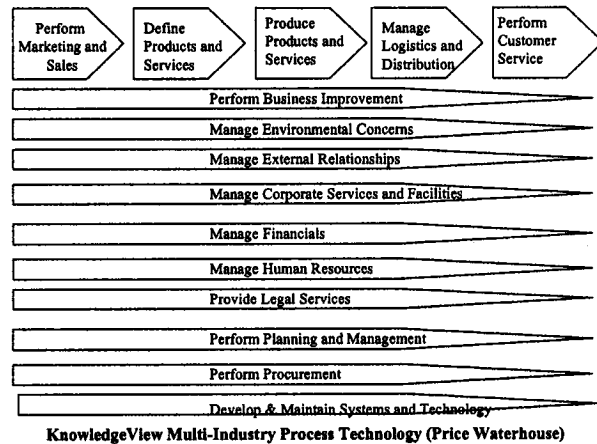 Perform
Marketing and
Sales
Define
Products and
Services
Produce
Products and
Services
Manage
Logistics and
Distribution
Perform
Customer
Service
Perform Business Improvement
Manage Environmental Concerns
Manage External Relationships
Manage Corporate Services and Facilities
Manage Financials
Manage Human Resources
Provide Legal Services
Perform Planning and Management
Perform Procurement
Develop & Maintain Systems and Technology
KnowledgeView Multi-Industry Process Technology (Price Waterhouse)